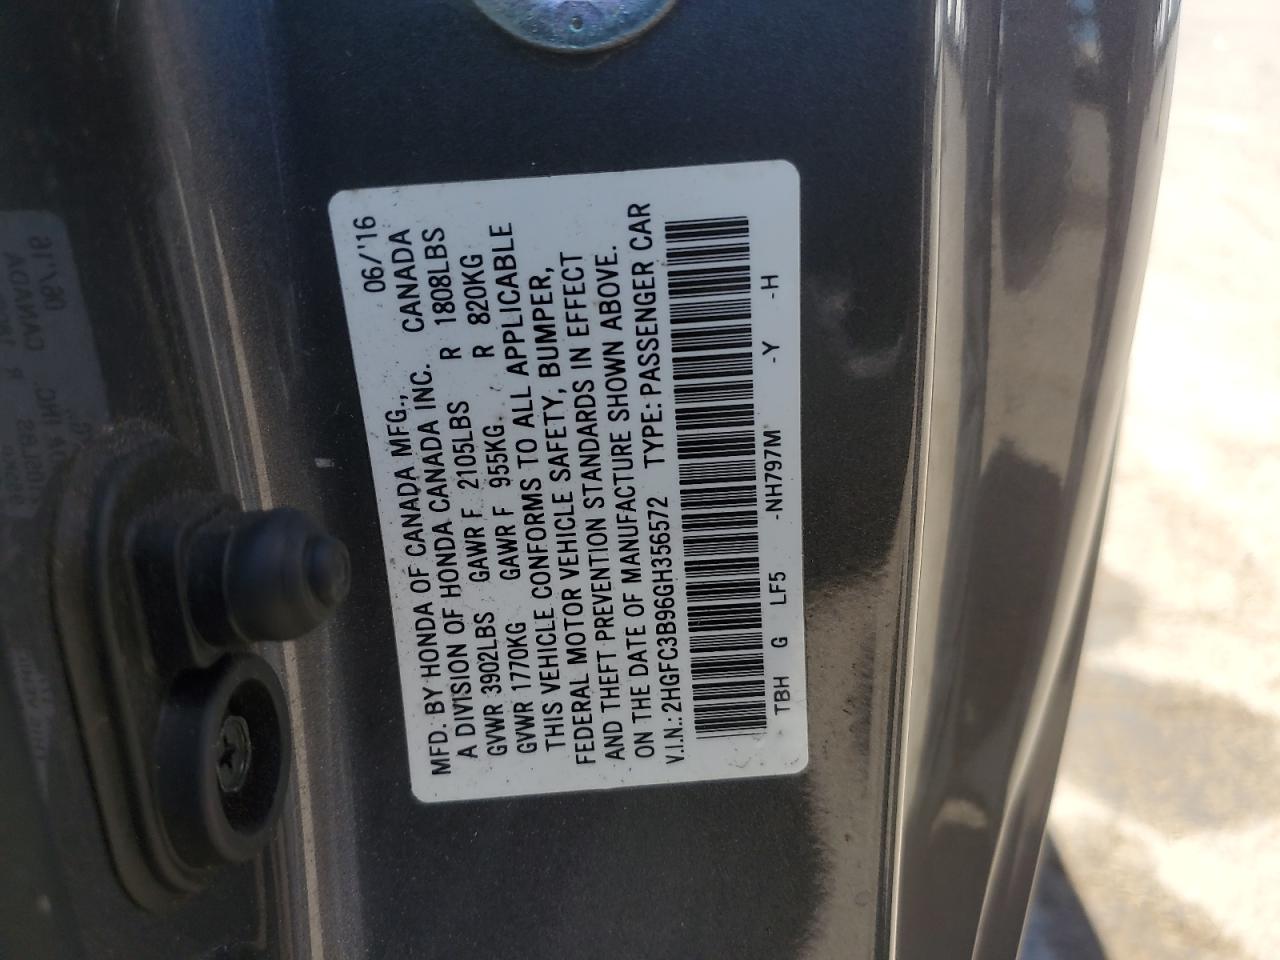 MFD. BY HONDA OF CANADA MFG., 06/'16
A DIVISION OF HONDA CANADA INC. CANADA
GVWR 3902LBS GAWR F 2105LBS R 1808LBS
GVWR 1770KG GAWR F 955KG. R 820KG
THIS VEHICLE CONFORMS TO ALL APPLICABLE
FEDERAL MOTOR VEHICLE SAFETY, BUMPER,
AND THEFT PREVENTION STANDARDS IN EFFECT
ON THE DATE OF MANUFACTURE SHOWN ABOVE.
V.I.N.: 2HGFC3B96GH356572 TYPE: PASSENGER CAR
TBH G LF5 -NH797M -Y -H